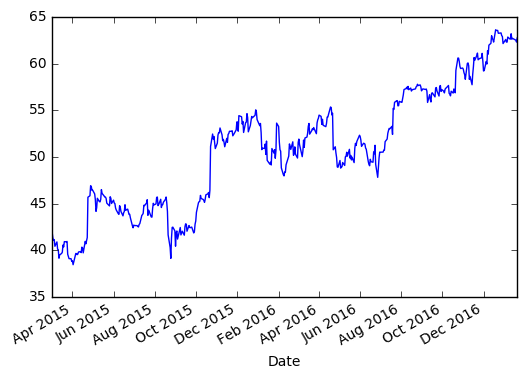 65
60
55
50
45
40
35
Apr 2015
Jun 2015
Aug 2015
Oct 2015
Dec 2015
Feb 2016
Apr 2016
Jun 2016
Aug 2016
Oct 2016
Dec 2016
Date